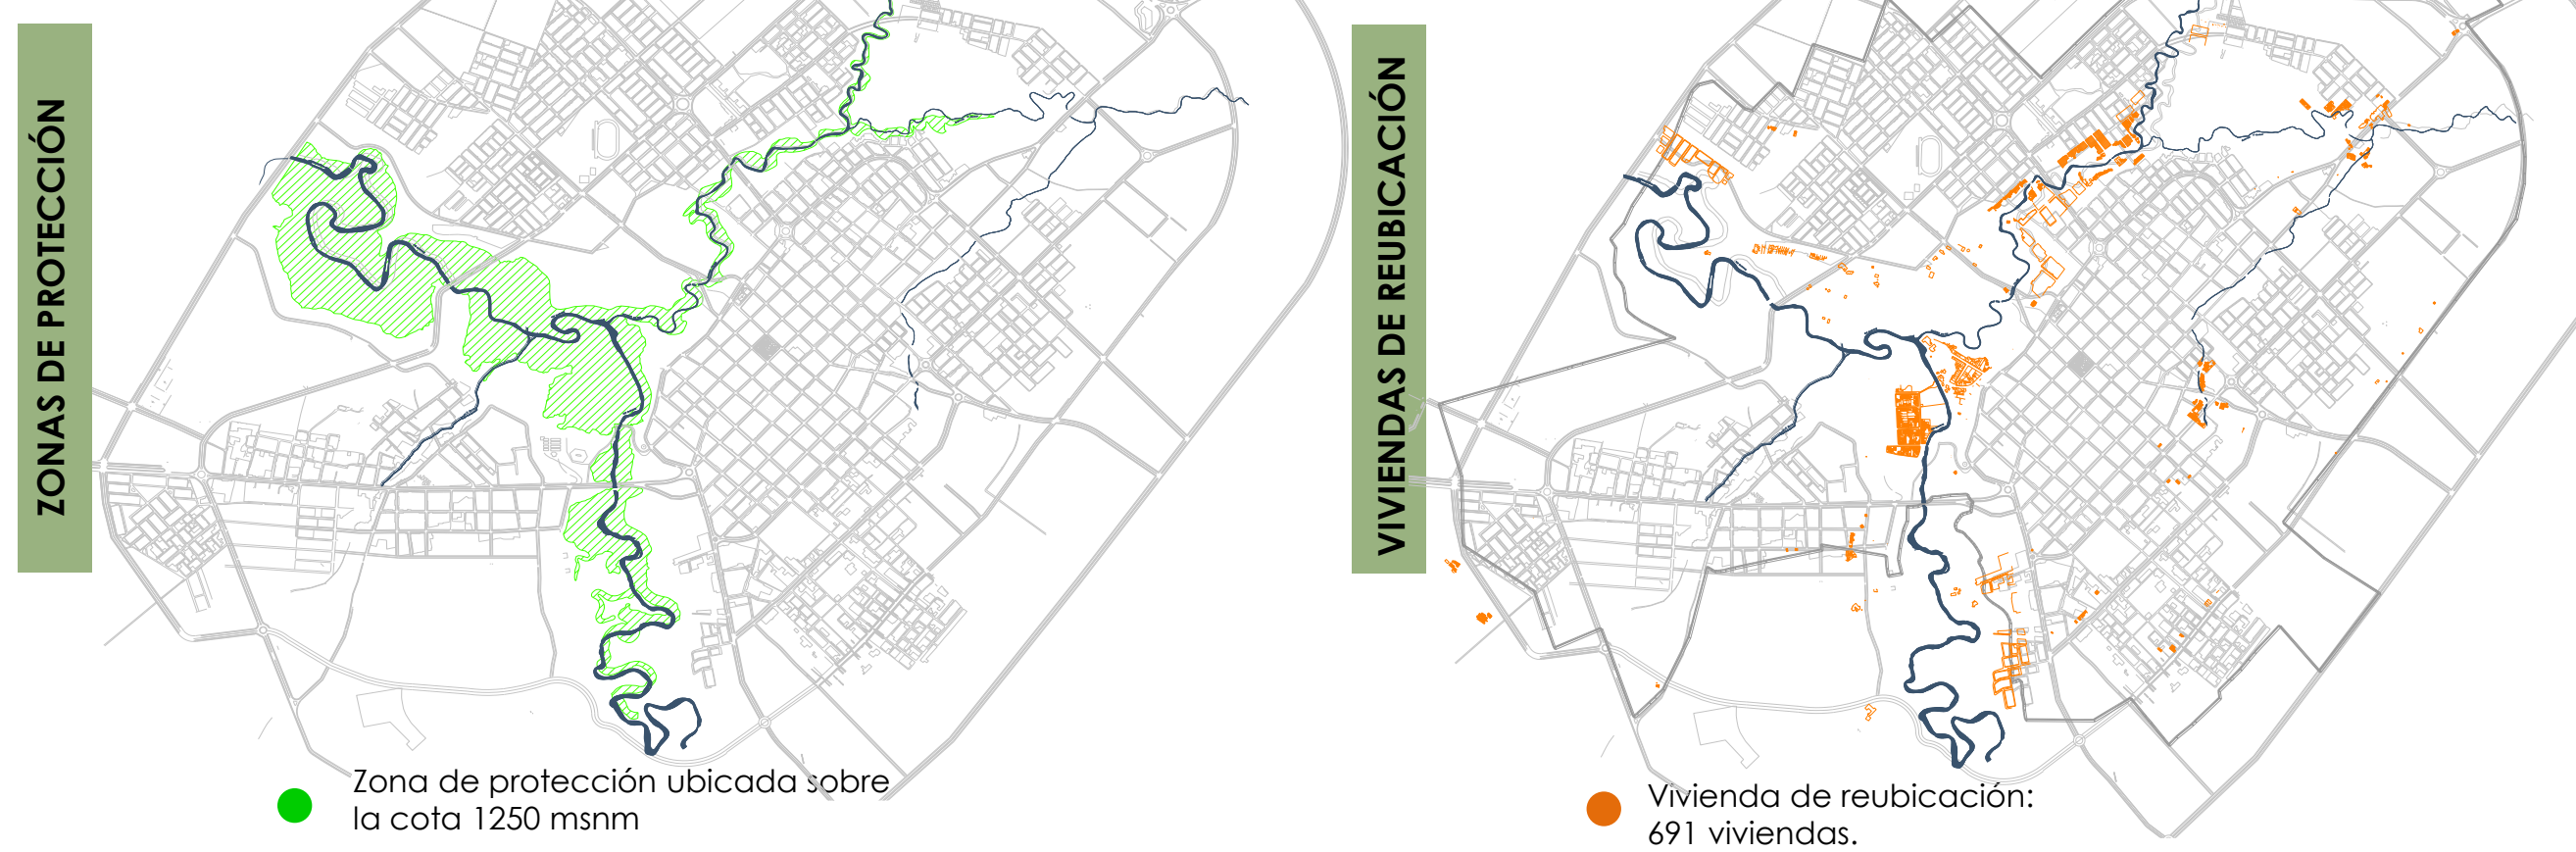 ZONAS DE PROTECCIÓN
Zona de protección ubicada sobre
la cota 1250 msnm
VIVIENDAS DE REUBICACIÓN
Vivienda de reubicación:
691 viviendas.